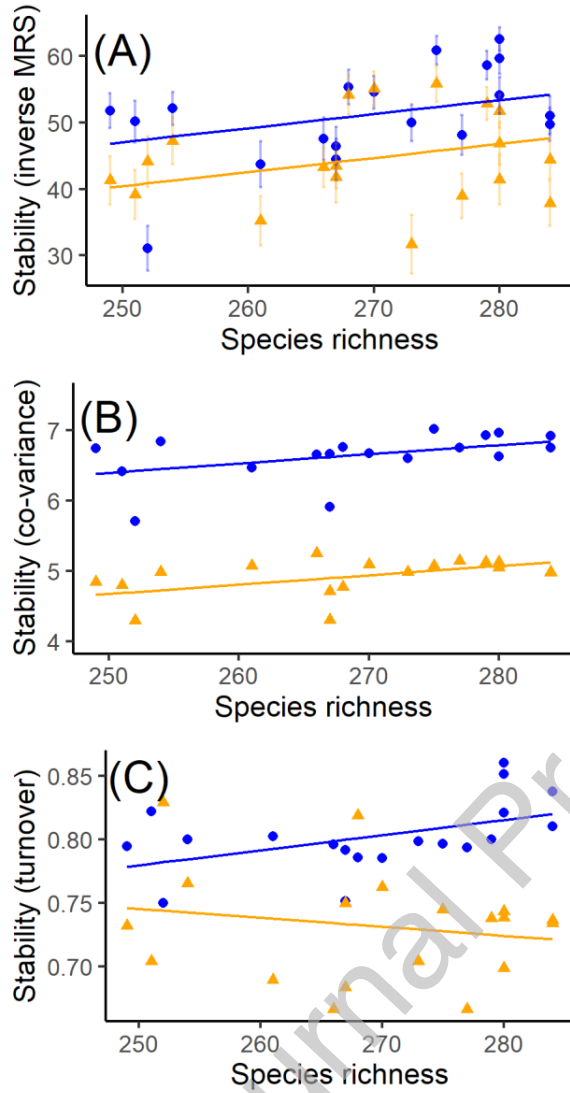 (A)
Stability (inverse MRS)
60
50
40
30
250 260 270 280
Species richness
(B)
Stability (co-variance)
7
6
5
4
250 260 270 280
Species richness
(C)
Stability (turnover)
0.85
0.80
0.75
0.70
250 260 270 280
Species richness
urnal Pr